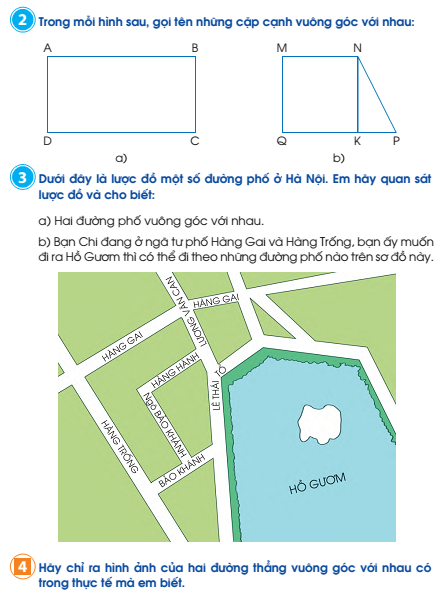 2 Trong mỗi hình sau, gọi tên những cặp cạnh vuông góc với nhau:
A B M N
D C Q K P
a) b)
3 Dưới đây là lược đồ một số đường phố ở Hà Nội. Em hãy quan sát
lược đồ và cho biết:
a) Hai đường phố vuông góc với nhau.
b) Bạn Chi đang ở ngã tư phố Hàng Gai và Hàng Trống, bạn ấy muốn
đi ra Hồ Gươm thì có thể đi theo những đường phố nào trên sơ đồ này.
LƯƠNG VĂN CAN
HÀNG GAI
HÀNG GAI
HÀNG HÀNH
LÊ THÁI TỔ
Ngõ BẢO KHÁNH
HÀNG TRỐNG
BẢO KHÁNH
HỒ GƯƠM
4 Hãy chỉ ra hình ảnh của hai đường thẳng vuông góc với nhau có
trong thực tế mà em biết.